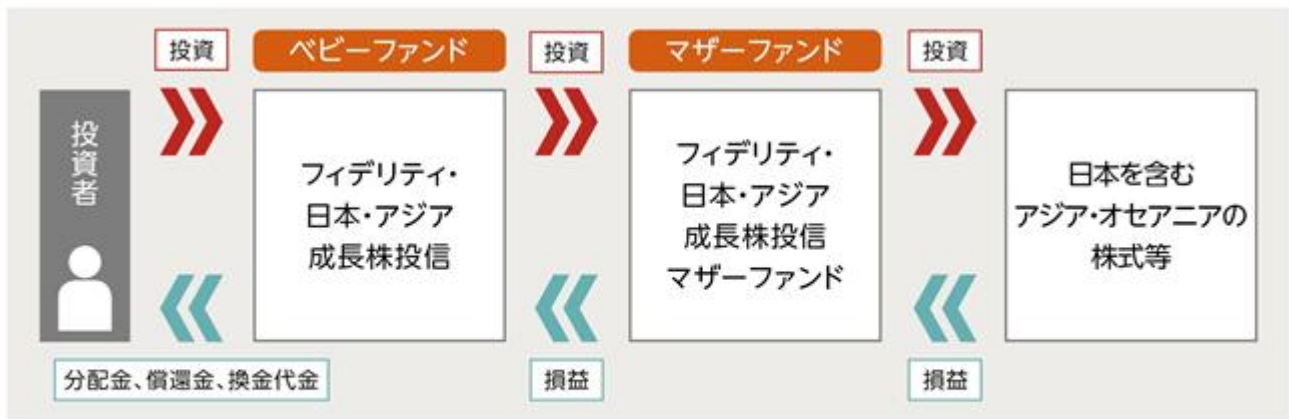 投資
ベビーファンド
投資
マザーファンド
投資
投資者
フィデリティ・
日本・アジア
成長株投信
フィデリティ・
日本・アジア
成長株投信
マザーファンド
日本を含む
アジア・オセアニアの
株式等
分配金、償還金、換金代金
損益
損益